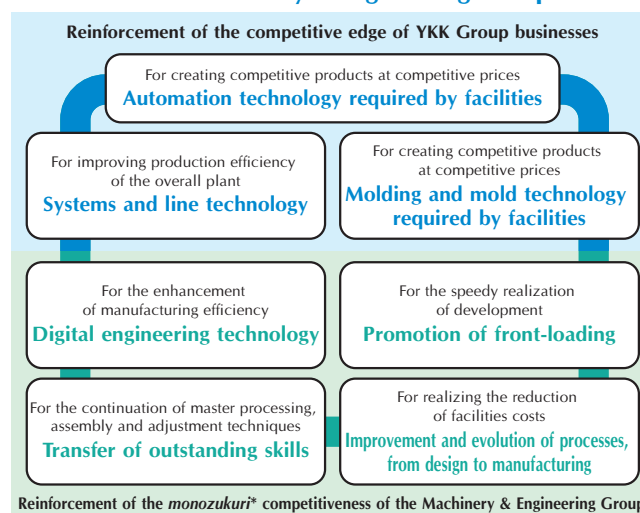 Reinforcement of the competitive edge of YKK Group businesses
For creating competitive products at competitive prices
Automation technology required by facilities
For improving production efficiency
of the overall plant
Systems and line technology
For creating competitive products
at competitive prices
Molding and mold technology
required by facilities
For the enhancement
of manufacturing efficiency
Digital engineering technology
For the speedy realization
of development
Promotion of front-loading
For the continuation of master processing,
assembly and adjustment techniques
Transfer of outstanding skills
For realizing the reduction
of facilities costs
Improvement and evolution of processes,
from design to manufacturing
Reinforcement of the monozukuri* competitiveness of the Machinery & Engineering Group